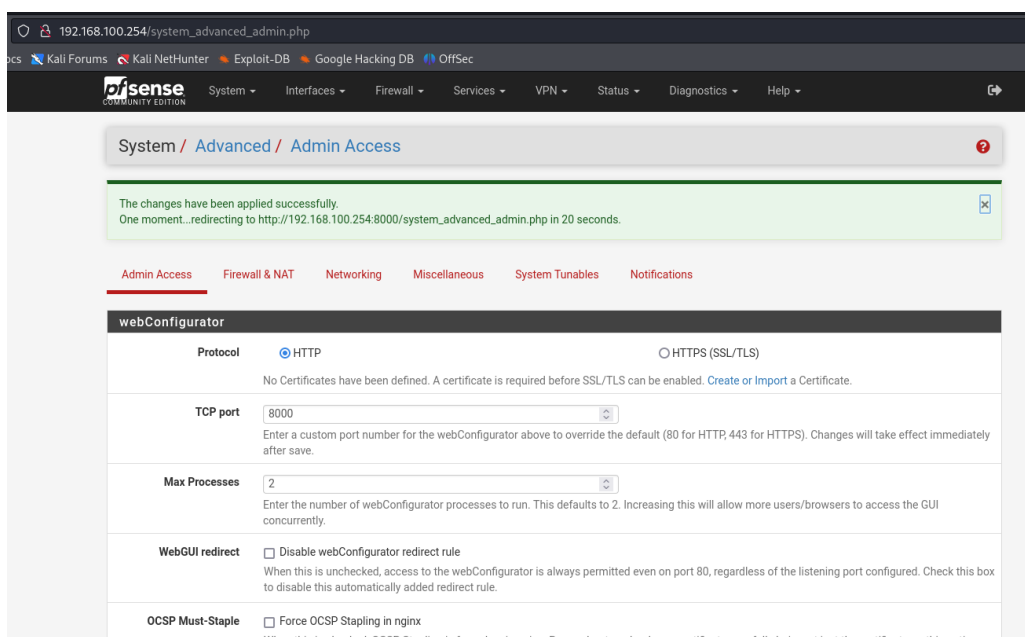 192.168.100.254/system_advanced_admin.php
ocs Kali Forums Kali NetHunter Exploit-DB Google Hacking DB OffSec
pfsense COMMUNITY EDITION System Interfaces Firewall Services VPN Status Diagnostics Help
System / Advanced / Admin Access
The changes have been applied successfully.
One moment...redirecting to http://192.168.100.254:8000/system_advanced_admin.php in 20 seconds.
Admin Access Firewall & NAT Networking Miscellaneous System Tunables Notifications
webConfigurator
Protocol HTTP HTTPS (SSL/TLS)
No Certificates have been defined. A certificate is required before SSL/TLS can be enabled. Create or Import a Certificate.
TCP port 8000
Enter a custom port number for the webConfigurator above to override the default (80 for HTTP, 443 for HTTPS). Changes will take effect immediately
after save.
Max Processes 2
Enter the number of webConfigurator processes to run. This defaults to 2. Increasing this will allow more users/browsers to access the GUI
concurrently.
WebGUI redirect Disable webConfigurator redirect rule
When this is unchecked, access to the webConfigurator is always permitted even on port 80, regardless of the listening port configured. Check this box
to disable this automatically added redirect rule.
OCSP Must-Staple Force OCSP Stapling in nginx